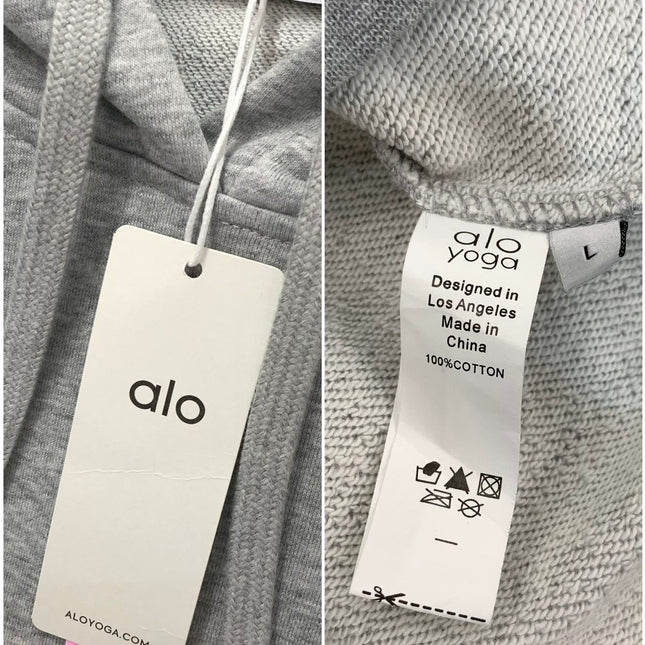 alo
ALOYOGA.COM
alo
yoga
L
Designed in
Los Angeles
Made in
China
100%COTTON